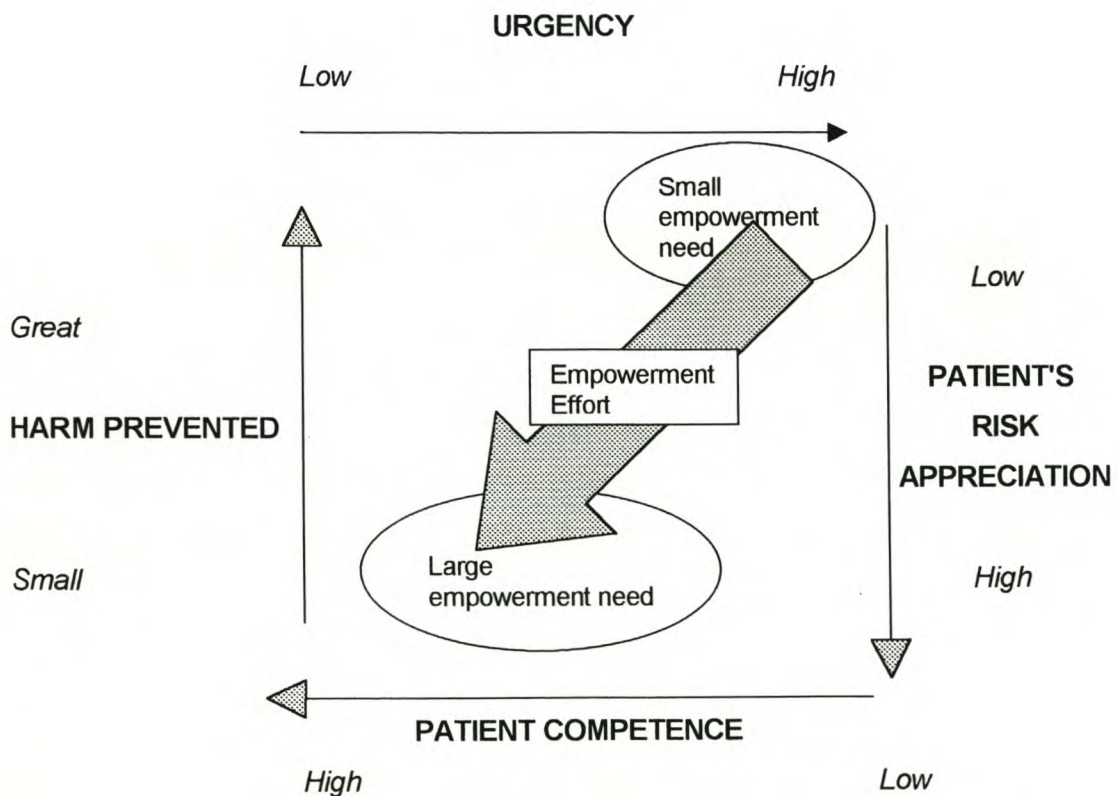 URGENCY
Low High
Small
empowerment
need
Low
Great
Empowerment
Effort
PATIENT'S
RISK
APPRECIATION
HARM PREVENTED
Large
empowerment need
Small
High
PATIENT COMPETENCE
High Low